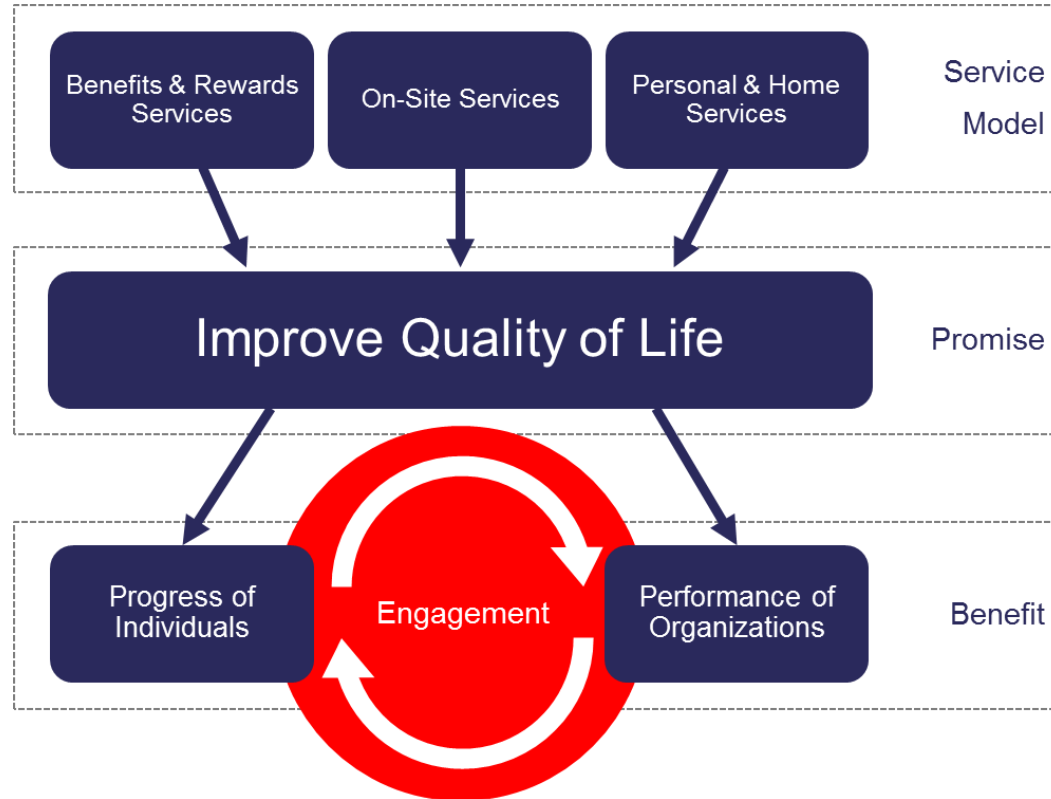 Benefits & Rewards
Services
On-Site Services
Personal & Home
Services
Service
Model
Improve Quality of Life
Promise
Progress of
Individuals
Engagement
Performance of
Organizations
Benefit